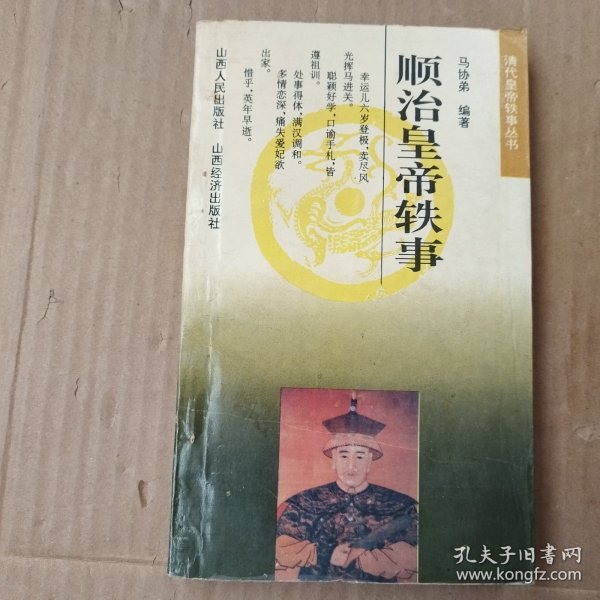 清代皇帝轶事丛书
马协弟 编著
顺治皇帝轶事
幸运儿六岁登极，卖尽风
光挥马进关。
聪颖好学，口谕手札，皆
遵祖训。
处事得体，满汉调和。
多情恋深，痛失爱妃欲
出家。
惜乎，英年早逝。
山西人民出版社 山西经济出版社
孔夫子旧书网
www.kongfz.com